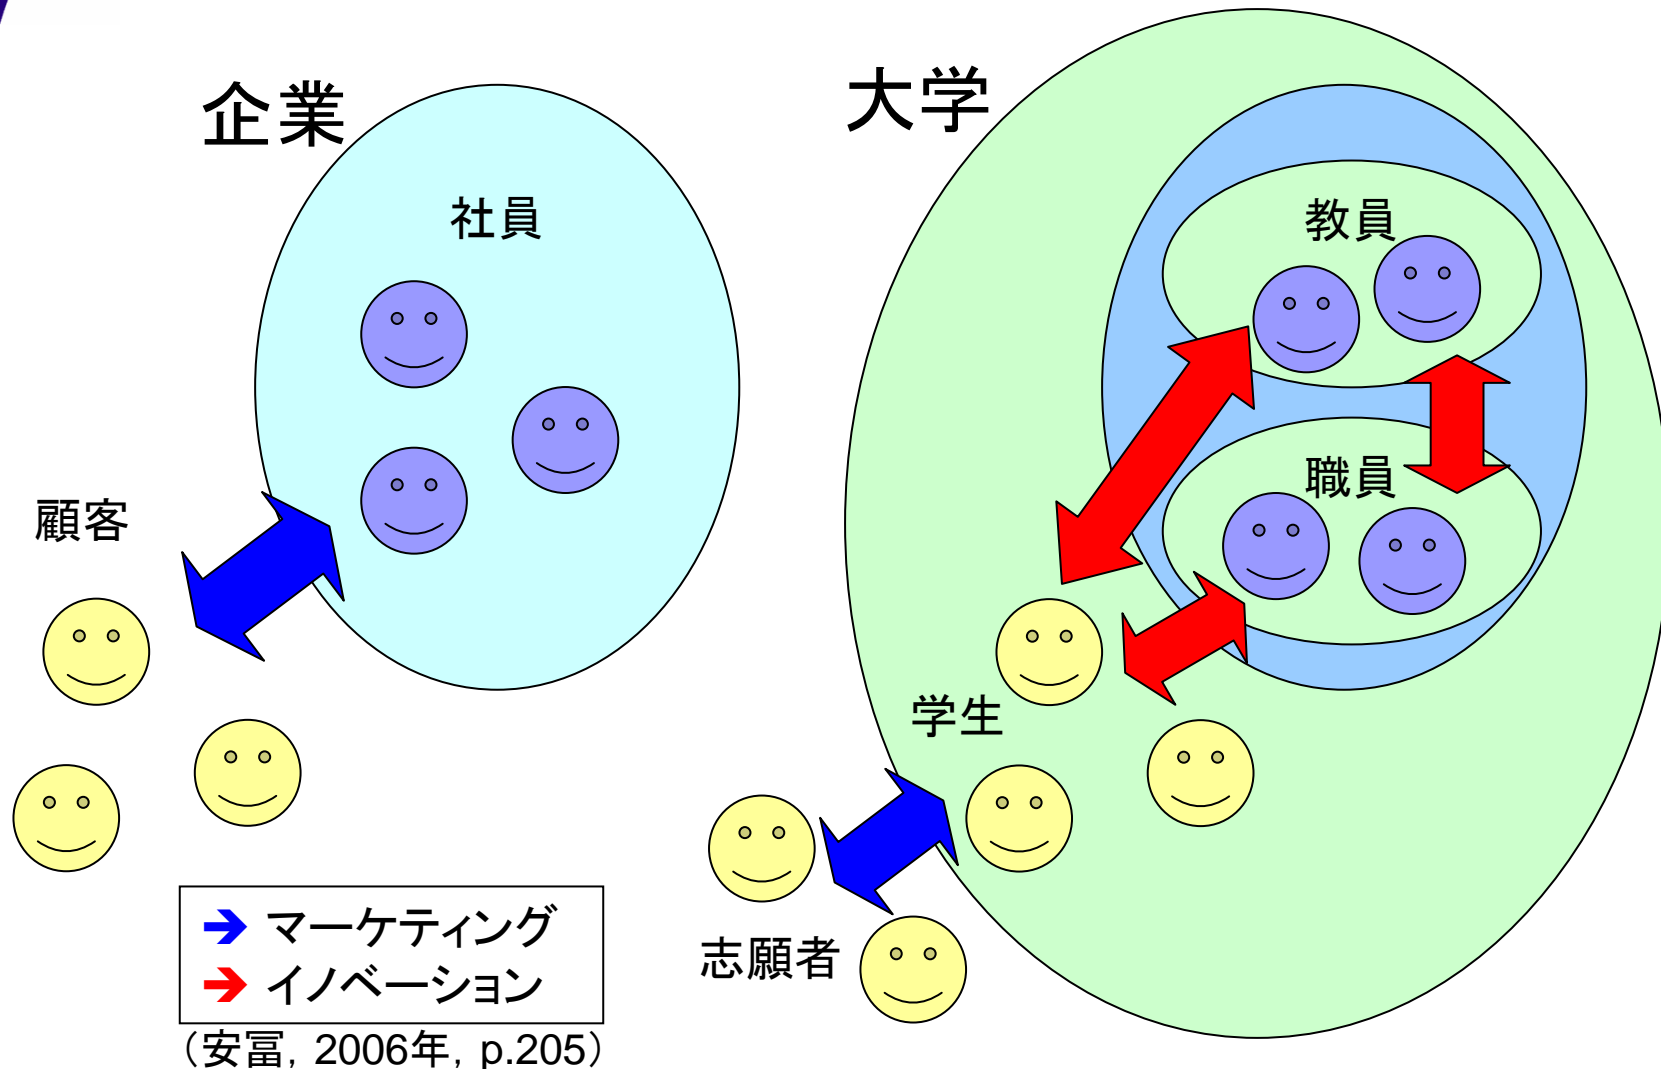 企業
社員
顧客
大学
教員
職員
学生
志願者
マーケティング
イノベーション
（安冨, 2006年, p.205）